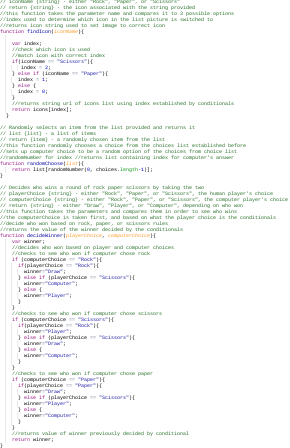 // iconName {string} - either "Rock", "Paper", or "Scissors"
// return {string} - the icon associated with the string provided
//this function takes the parameter name and compares it to possible options
//index used to determine which icon in the list picture is switched to
//returns icon string used to set image to correct icon
function findIcon(iconName){
var index;
//check which icon is used
//match icon with correct index
if(iconName == "Scissors"){
index = 2;
} else if (iconName == "Paper"){
index = 1;
} else {
index = 0;
}
//returns string url of icons list using index established by conditionals
return icons[index];
}
// Randomly selects an item from the list provided and returns it
// list {list} - a list of items
// return {item} - a randomly chosen item from the list
//this function randomly chooses a choice from the choices list established before
//sets up computer choice to be a random option of the choices from choice list
//randomNumber for index //returns list containing index for computer's answer
function randomChoose(list){
return list[randomNumber(0, choices.length-1)];
}
// Decides who wins a round of rock paper scissors by taking the two
// playerChoice {string} - either "Rock", "Paper", or "Scissors", the human player's choice
// computerChoice {string} - either "Rock", "Paper", or "Scissors", the computer player's choice
// return {string} - either "Draw", "Player", or "Computer", depending on who won
//this function takes the parameters and compares them in order to see who wins
// the computerChoice is taken first, and based on what the player choice is the conditionals
//decide who won based on rock, paper, or scissors rules
//returns the value of the winner decided by the conditionals
function decideWinner(playerChoice, computerChoice){
var winner;
//decides who won based on player and computer choices
//checks to see who won if computer chose rock
if (computerChoice == "Rock"){
if(playerChoice == "Rock"){
winner="Draw";
} else if (playerChoice == "Scissors"){
winner="Computer";
} else {
winner="Player";
}
}
//checks to see who won if computer chose scissors
if (computerChoice == "Scissors"){
if(playerChoice == "Rock"){
winner="Player";
} else if (playerChoice == "Scissors"){
winner="Draw";
} else {
winner="Computer";
}
}
//checks to see who won if computer chose paper
if (computerChoice == "Paper"){
if(playerChoice == "Paper"){
winner="Draw";
} else if (playerChoice == "Scissors"){
winner="Player";
} else {
winner="Computer";
}
}
//returns value of winner previously decided by conditional
return winner;
}